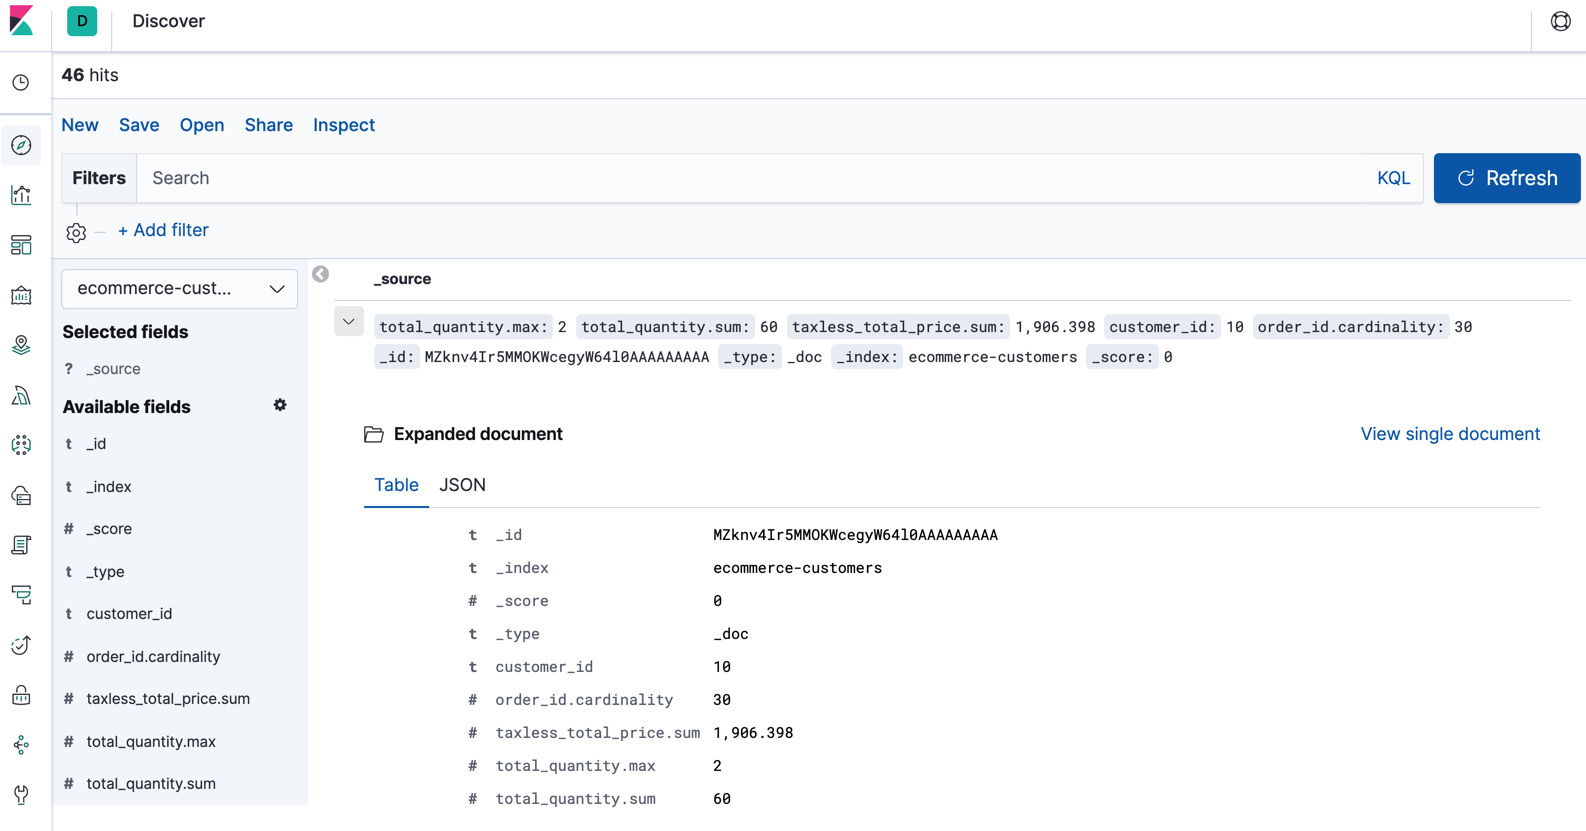 D Discover
46 hits
New Save Open Share Inspect
Filters Search KQL Refresh
+ Add filter
ecommerce-cust...
Selected fields
? _source
Available fields
t _id
t _index
# _score
t _type
t customer_id
# order_id.cardinality
# taxless_total_price.sum
# total_quantity.max
# total_quantity.sum
_source
total_quantity.max: 2 total_quantity.sum: 60 taxless_total_price.sum: 1,906.398 customer_id: 10 order_id.cardinality: 30
_id: MZknv4Ir5MMOKWcegyW64l0AAAAAAAAA _type: _doc _index: ecommerce-customers _score: 0
Expanded document View single document
Table JSON
t _id MZknv4Ir5MMOKWcegyW64l0AAAAAAAAA
t _index ecommerce-customers
# _score 0
t _type _doc
t customer_id 10
# order_id.cardinality 30
# taxless_total_price.sum 1,906.398
# total_quantity.max 2
# total_quantity.sum 60